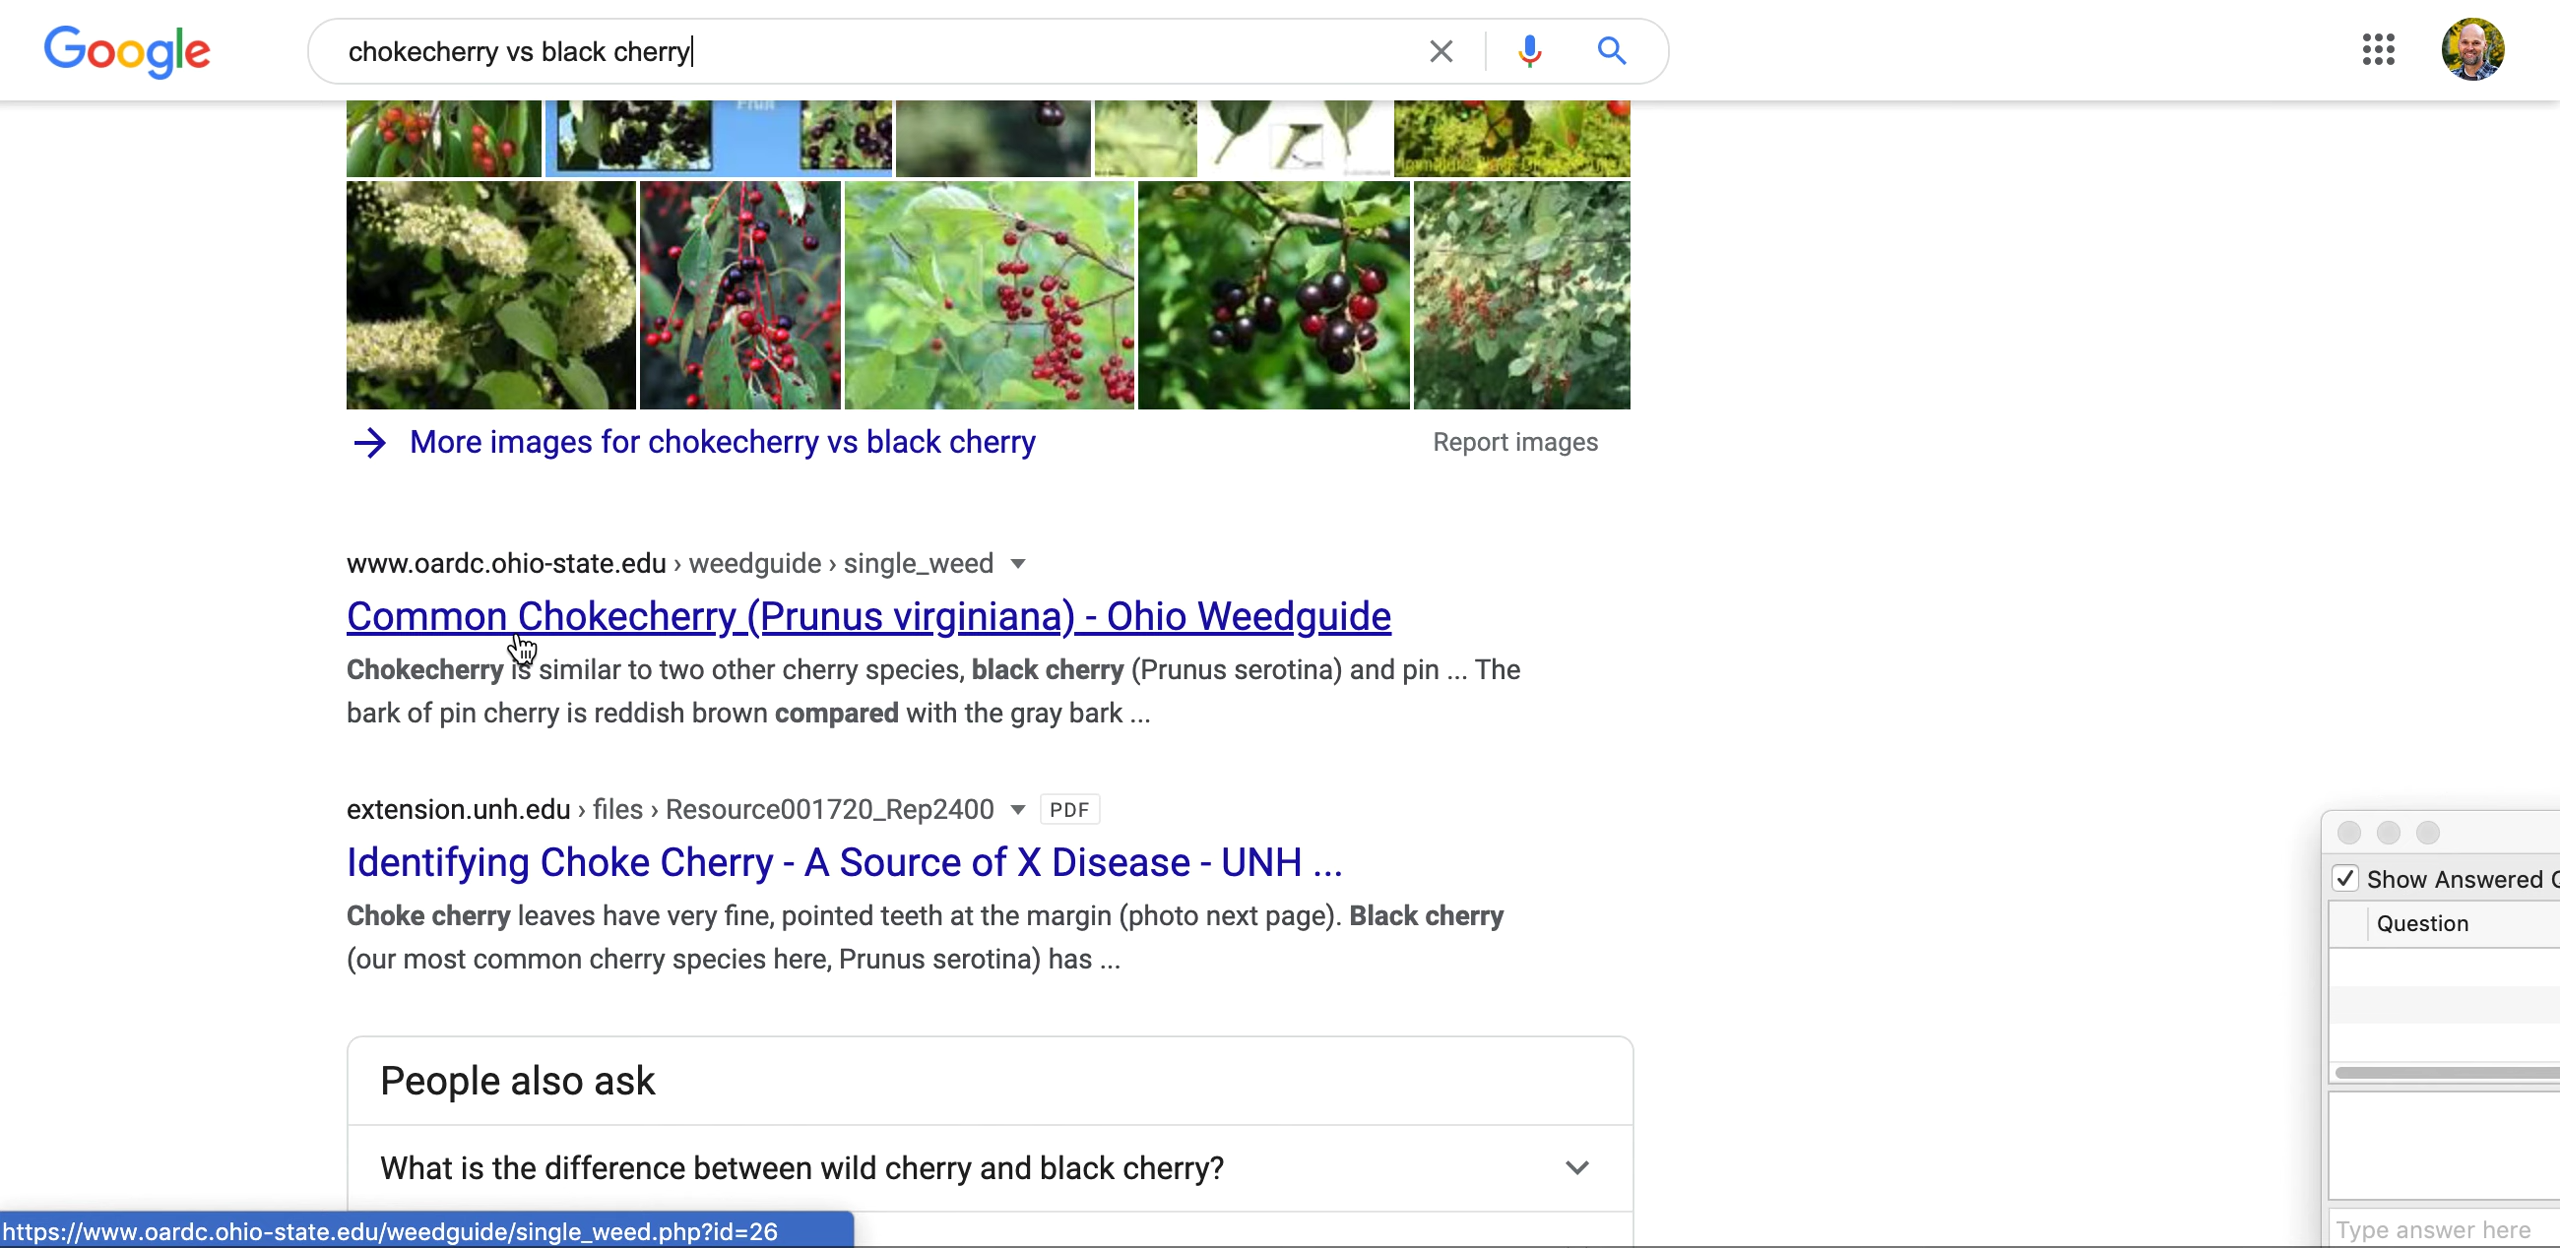 Google
chokecherry vs black cherry
More images for chokecherry vs black cherry
Report images
www.oardc.ohio-state.edu › weedguide › single_weed
Common Chokecherry (Prunus virginiana) - Ohio Weedguide
Chokecherry is similar to two other cherry species, black cherry (Prunus serotina) and pin ... The
bark of pin cherry is reddish brown compared with the gray bark ...
extension.unh.edu › files › Resource001720_Rep2400 PDF
Identifying Choke Cherry - A Source of X Disease - UNH ...
Choke cherry leaves have very fine, pointed teeth at the margin (photo next page). Black cherry
(our most common cherry species here, Prunus serotina) has ...
People also ask
What is the difference between wild cherry and black cherry?
https://www.oardc.ohio-state.edu/weedguide/single_weed.php?id=26
Show Answered
Question
Type answer here